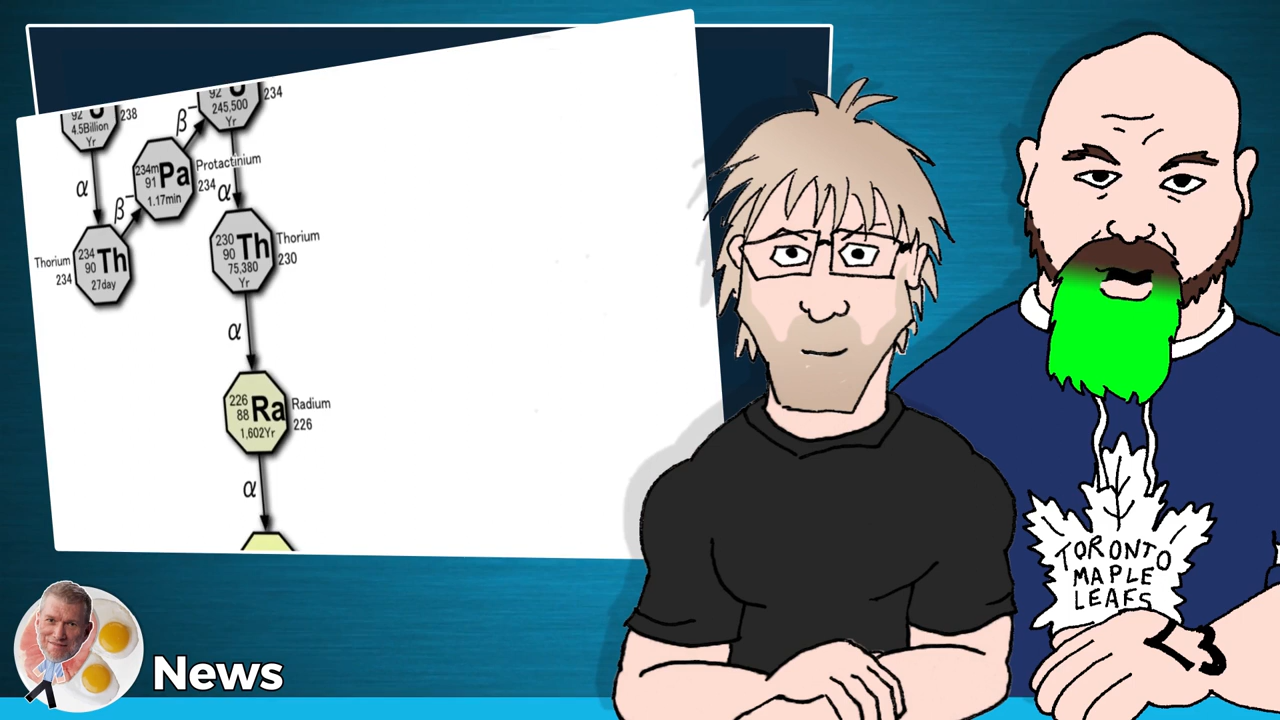 92 U 238
4.5Billion
Yr
α
234
90 Th
27day
Thorium
234
β⁻
234m
91 Pa
1.17min
Protactinium
234
β⁻
92 U 234
245,500
Yr
α
230
90 Th
75,380
Yr
Thorium
230
α
226
88 Ra
1,602Yr
Radium
226
α
TORONTO
MAPLE
LEAFS
<3
News